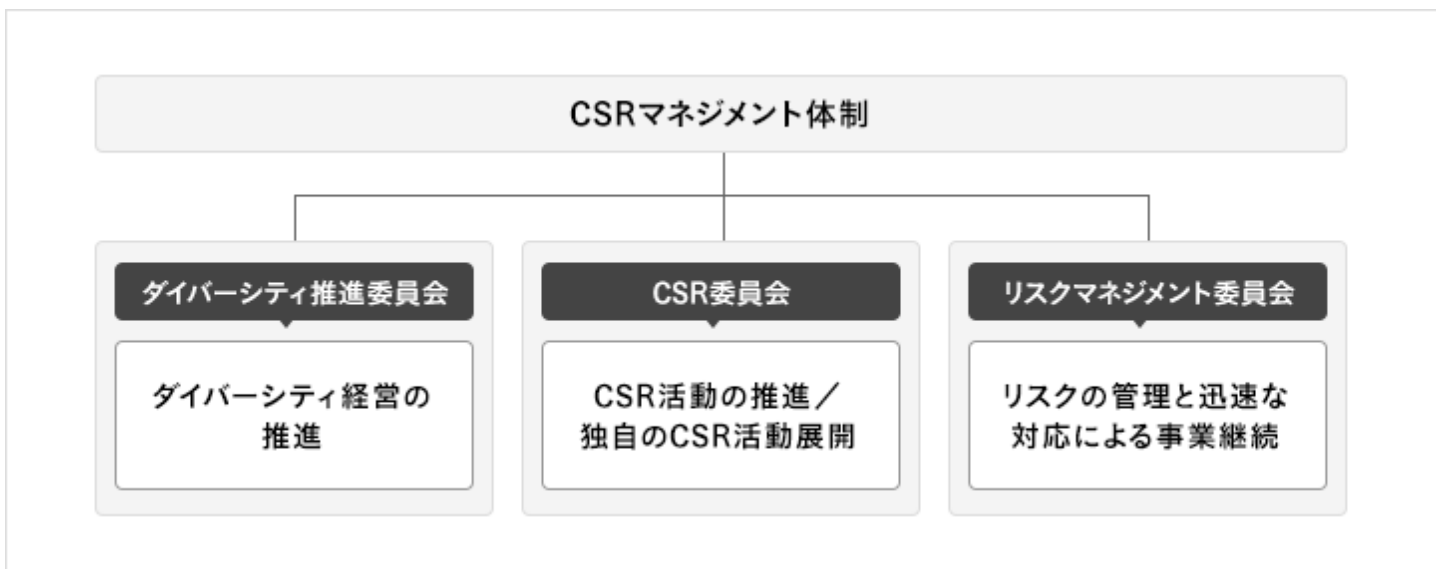 CSRマネジメント体制
ダイバーシティ推進委員会
ダイバーシティ経営の
推進
CSR委員会
CSR活動の推進／
独自のCSR活動展開
リスクマネジメント委員会
リスクの管理と迅速な
対応による事業継続